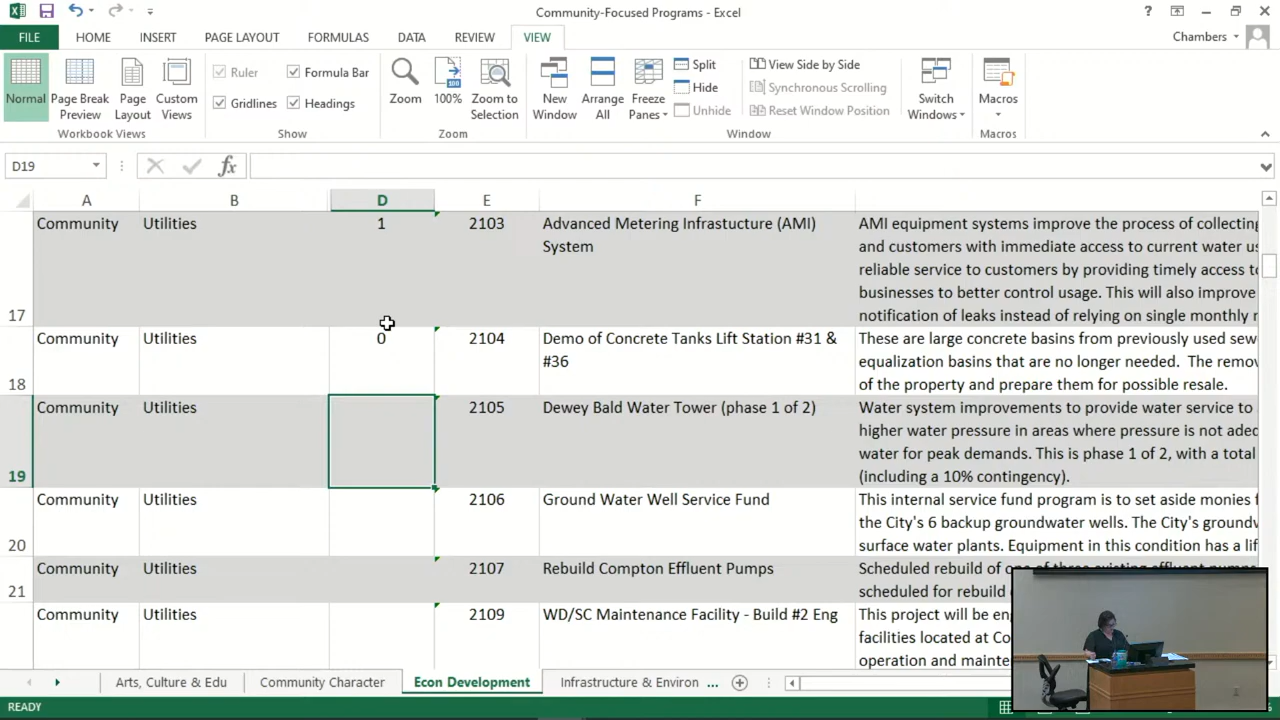 Community-Focused Programs - Excel
?
FILE HOME INSERT PAGE LAYOUT FORMULAS DATA REVIEW VIEW Chambers
Normal
Page Break Preview
Page Layout
Custom Views
Workbook Views
Ruler
Formula Bar
Gridlines
Headings
Show
Zoom
100%
Zoom to Selection
Zoom
New Window
Arrange All
Freeze Panes
Split
Hide
Unhide
View Side by Side
Synchronous Scrolling
Reset Window Position
Window
Switch Windows
Macros
Macros
D19
fx
A B D E F
17 Community Utilities 1 2103 Advanced Metering Infrastucture (AMI)
System
AMI equipment systems improve the process of collecting
and customers with immediate access to current water us
reliable service to customers by providing timely access to
businesses to better control usage. This will also improve
notification of leaks instead of relying on single monthly r
18 Community Utilities 0 2104 Demo of Concrete Tanks Lift Station #31 &
#36
These are large concrete basins from previously used sew
equalization basins that are no longer needed. The remov
of the property and prepare them for possible resale.
19 Community Utilities 2105 Dewey Bald Water Tower (phase 1 of 2)
Water system improvements to provide water service to
higher water pressure in areas where pressure is not adec
water for peak demands. This is phase 1 of 2, with a total
(including a 10% contingency).
20 Community Utilities 2106 Ground Water Well Service Fund
This internal service fund program is to set aside monies f
the City's 6 backup groundwater wells. The City's groundv
surface water plants. Equipment in this condition has a lif
21 Community Utilities 2107 Rebuild Compton Effluent Pumps
Scheduled rebuild of one of three existing effluent pumps
scheduled for rebuild
Community Utilities 2109 WD/SC Maintenance Facility - Build #2 Eng
This project will be eng
facilities located at Co
operation and mainte
Arts, Culture & Edu Community Character Econ Development Infrastructure & Environ ...
READY